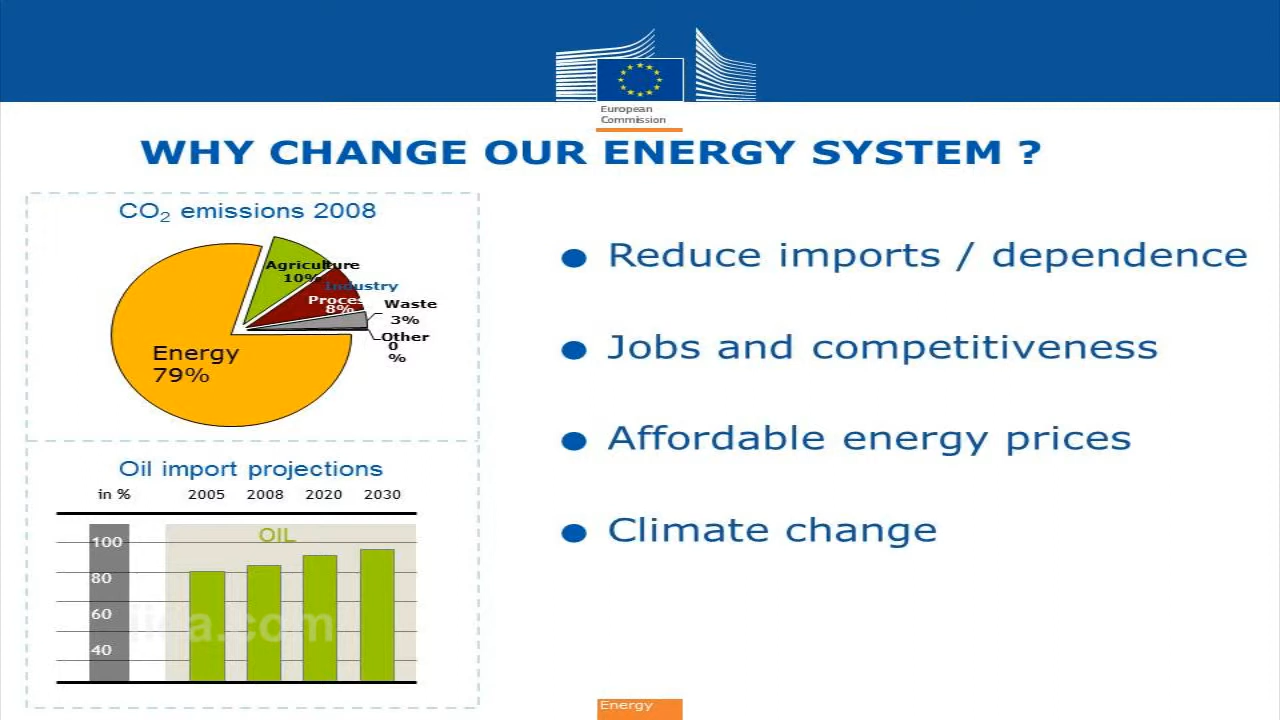 European
Commission
WHY CHANGE OUR ENERGY SYSTEM ?
CO2 emissions 2008
Agriculture
10%
Industry
Proces
8%
Waste
3%
Other
0
%
Energy
79%
Oil import projections
in % 2005 2008 2020 2030
OIL
100
80
60
40
● Reduce imports / dependence
● Jobs and competitiveness
● Affordable energy prices
● Climate change
Energy